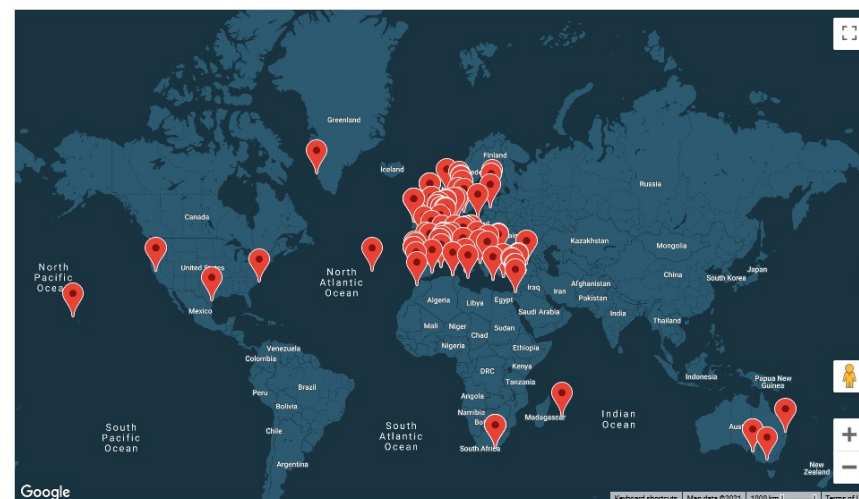 Greenland
Iceland
Finland
Russia
Canada
North
Pacific
Ocea
United States
Mexico
North
Atlantic
Ocean
Kazakhstan
Mongolia
China
South Korea
Japan
Iraq
Iran
Afghanistan
Pakistan
India
Thailand
Algeria
Libya
Egypt
Saudi Arabia
Mali
Niger
Chad
Sudan
Nigeria
Ethiopia
Venezuela
Colombia
DRC
Kenya
Tanzania
Indonesia
Papua New
Guinea
Peru
Brazil
Bolivia
Angola
Namibia
Madagascar
South
Pacific
Ocean
Chile
South
Atlantic
Ocean
South Africa
Indian
Ocean
Argentina
New
Zealand
Google
Keyboard shortcuts
Map data ©2021
1000 km
Terms of